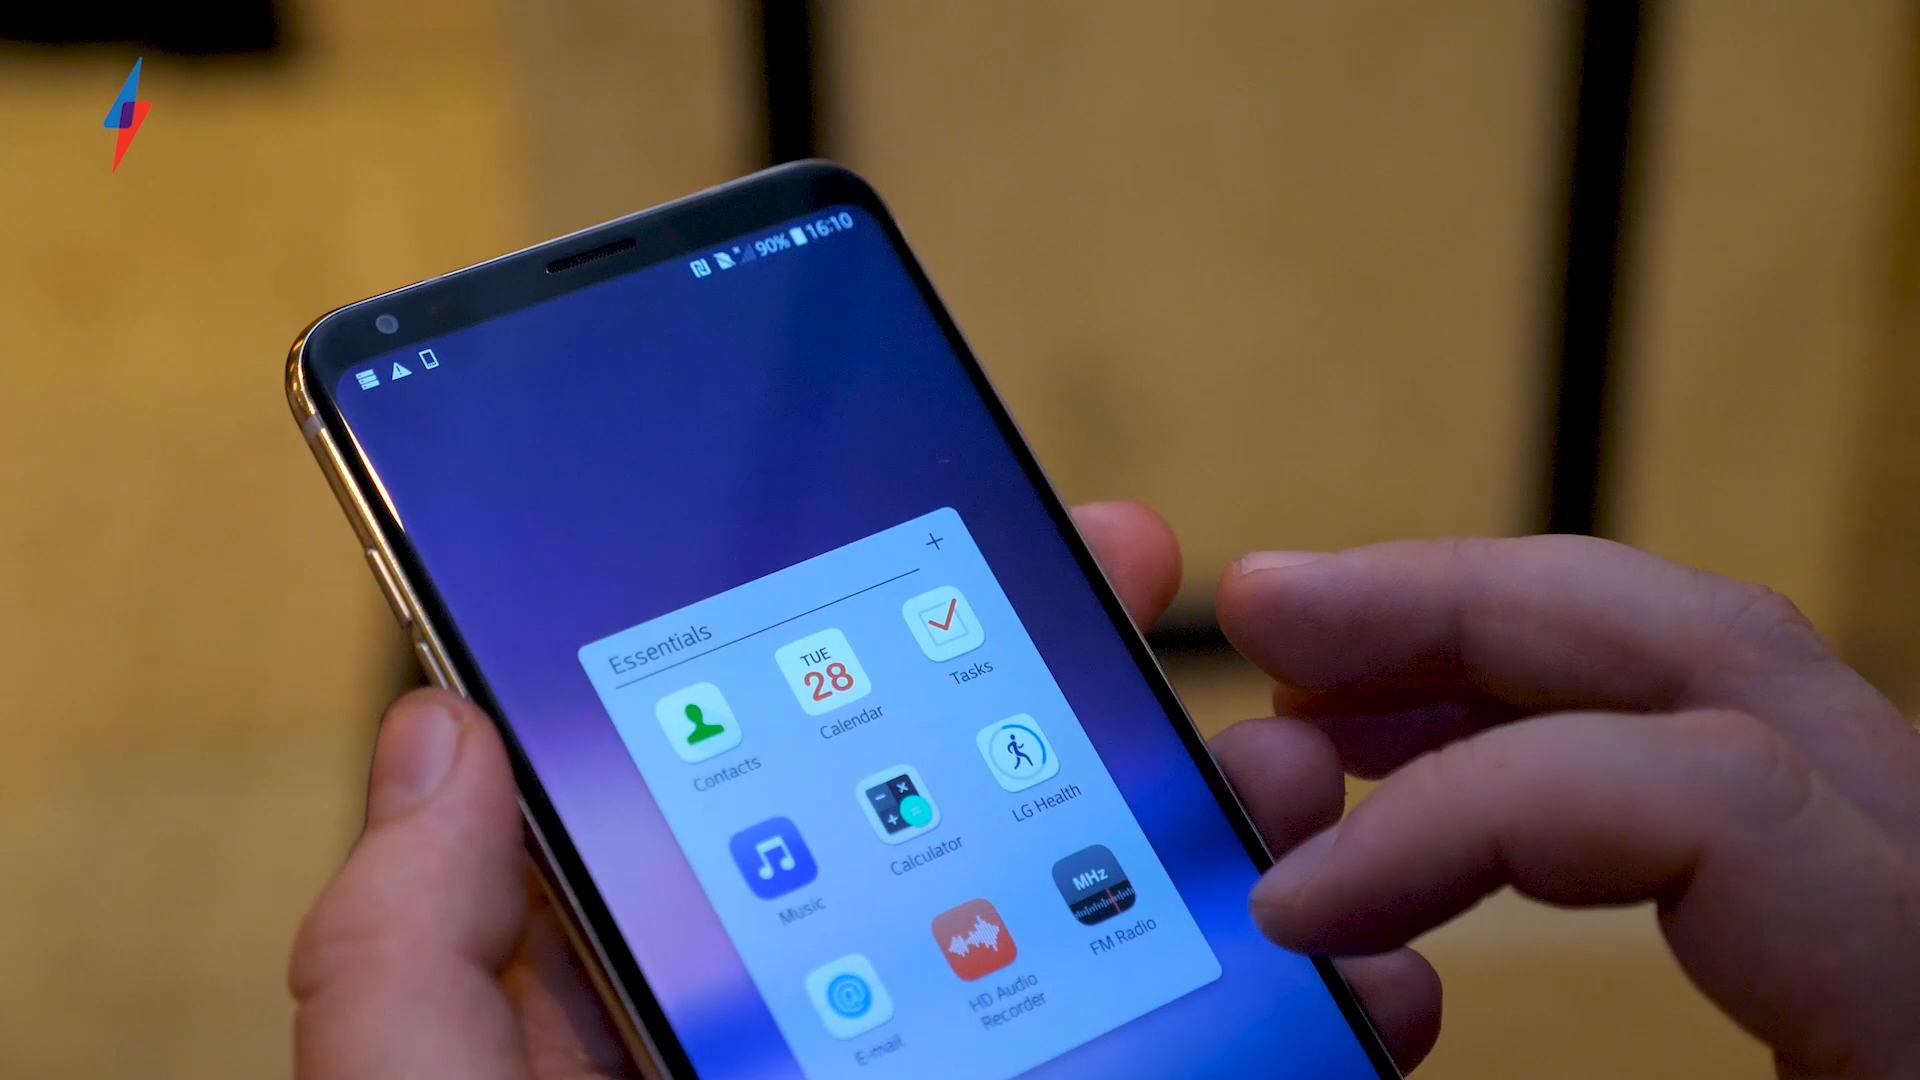 90% 16:10
Essentials
TUE
28
Contacts
Calendar
Tasks
Music
Calculator
LG Health
MHz
E-mail
HD Audio
Recorder
FM Radio